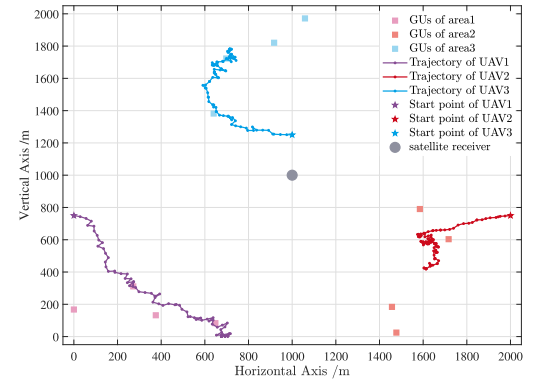 2000
1800
1600
1400
1200
1000
800
600
400
200
0
Vertical Axis /m
GUs of area1
GUs of area2
GUs of area3
Trajectory of UAV1
Trajectory of UAV2
Trajectory of UAV3
Start point of UAV1
Start point of UAV2
Start point of UAV3
satellite receiver
0 200 400 600 800 1000 1200 1400 1600 1800 2000
Horizontal Axis /m